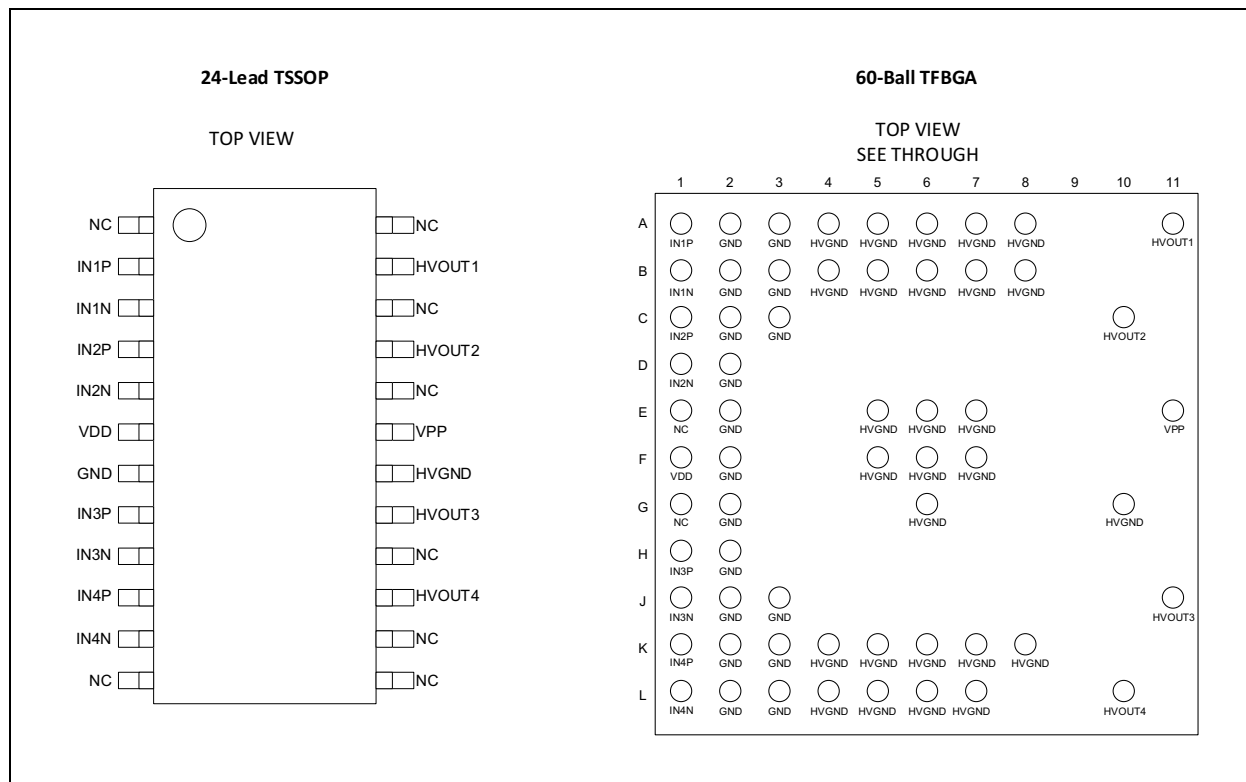 24-Lead TSSOP
TOP VIEW
NC NC
IN1P HVOUT1
IN1N NC
IN2P HVOUT2
IN2N NC
VDD VPP
GND HVGND
IN3P HVOUT3
IN3N NC
IN4P HVOUT4
IN4N NC
NC NC
60-Ball TFBGA
TOP VIEW
SEE THROUGH
1 2 3 4 5 6 7 8 9 10 11
A
IN1P GND GND HVGND HVGND HVGND HVGND HVGND HVOUT1
B
IN1N GND GND HVGND HVGND HVGND HVGND HVGND
C
IN2P GND GND HVOUT2
D
IN2N GND
E
NC GND HVGND HVGND HVGND VPP
F
VDD GND HVGND HVGND HVGND
G
NC GND HVGND HVGND
H
IN3P GND
J
IN3N GND GND HVOUT3
K
IN4P GND GND HVGND HVGND HVGND HVGND HVGND
L
IN4N GND GND HVGND HVGND HVGND HVGND HVOUT4